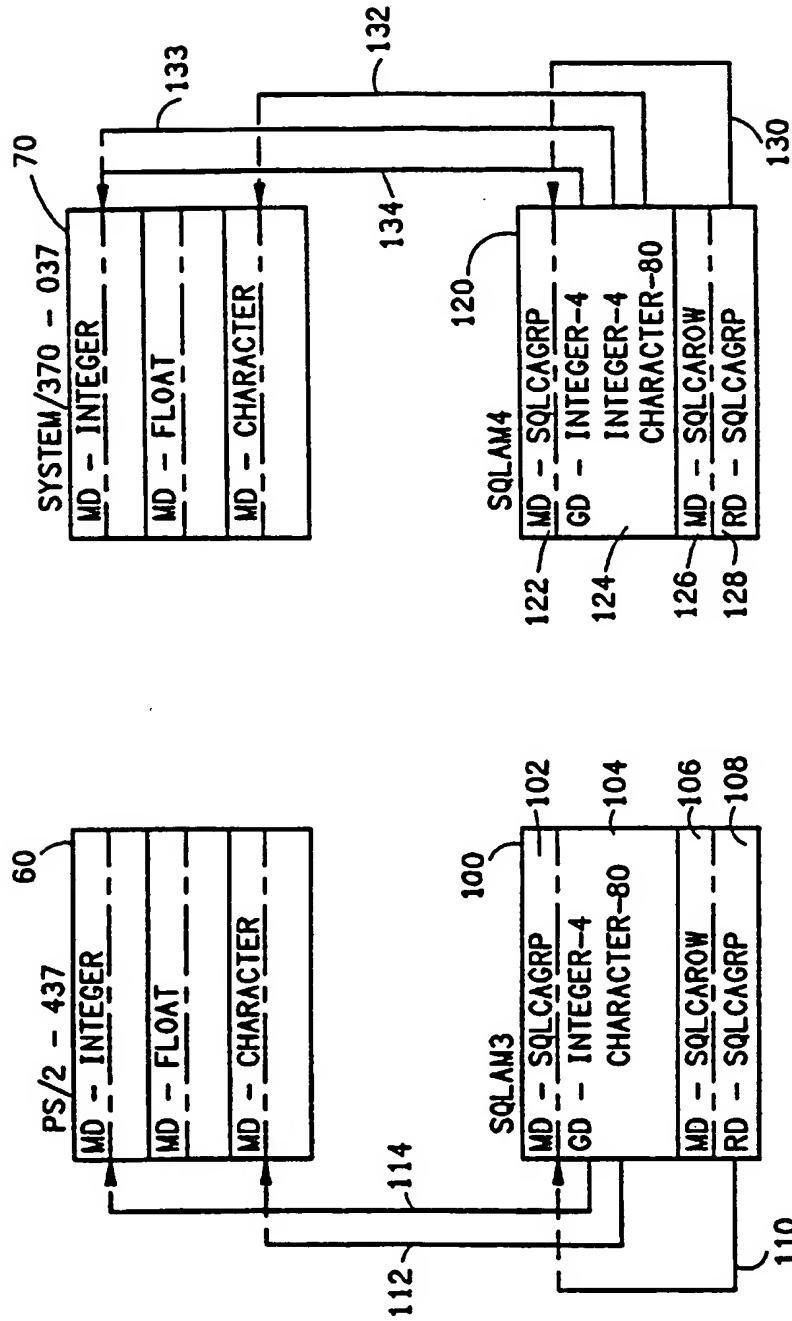 PS/2 - 437
60
MD - INTEGER
MD - FLOAT
MD - CHARACTER
SYSTEM/370 - 037
70
MD - INTEGER
MD - FLOAT
MD - CHARACTER
112
114
134
133
132
SQLAM3
100
MD - SQLCAGRP
102
GD - INTEGER-4
CHARACTER-80
104
MD - SQLCAROW
106
RD - SQLCAGRP
108
110
SQLAM4
120
122
MD - SQLCAGRP
124
GD - INTEGER-4
INTEGER-4
CHARACTER-80
126
MD - SQLCAROW
128
RD - SQLCAGRP
130